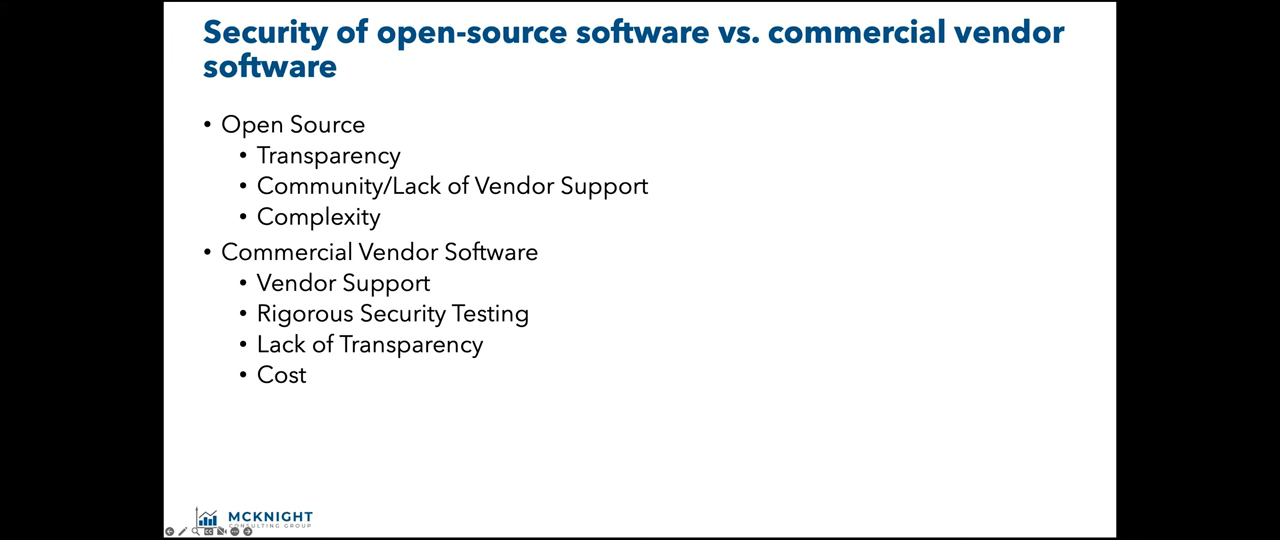 Security of open-source software vs. commercial vendor
software
• Open Source
• Transparency
• Community/Lack of Vendor Support
• Complexity
• Commercial Vendor Software
• Vendor Support
• Rigorous Security Testing
• Lack of Transparency
• Cost
MCKNIGHT
CONSULTING GROUP